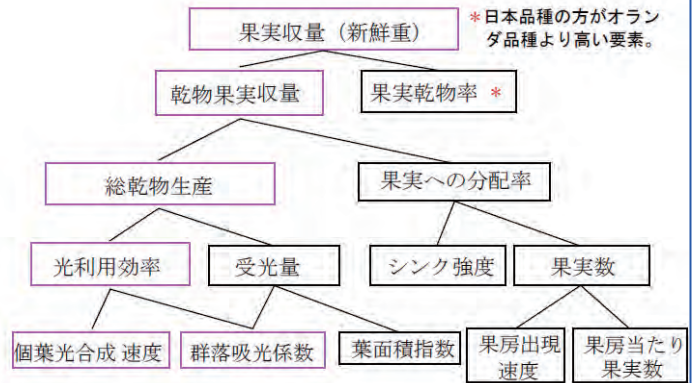 果実収量（新鮮重）
＊日本品種の方がオラン
ダ品種より高い要素。
乾物果実収量
果実乾物率 ＊
総乾物生産
果実への分配率
光利用効率
受光量
シンク強度
果実数
個葉光合成 速度
群落吸光係数
葉面積指数
果房出現
速度
果房当たり
果実数